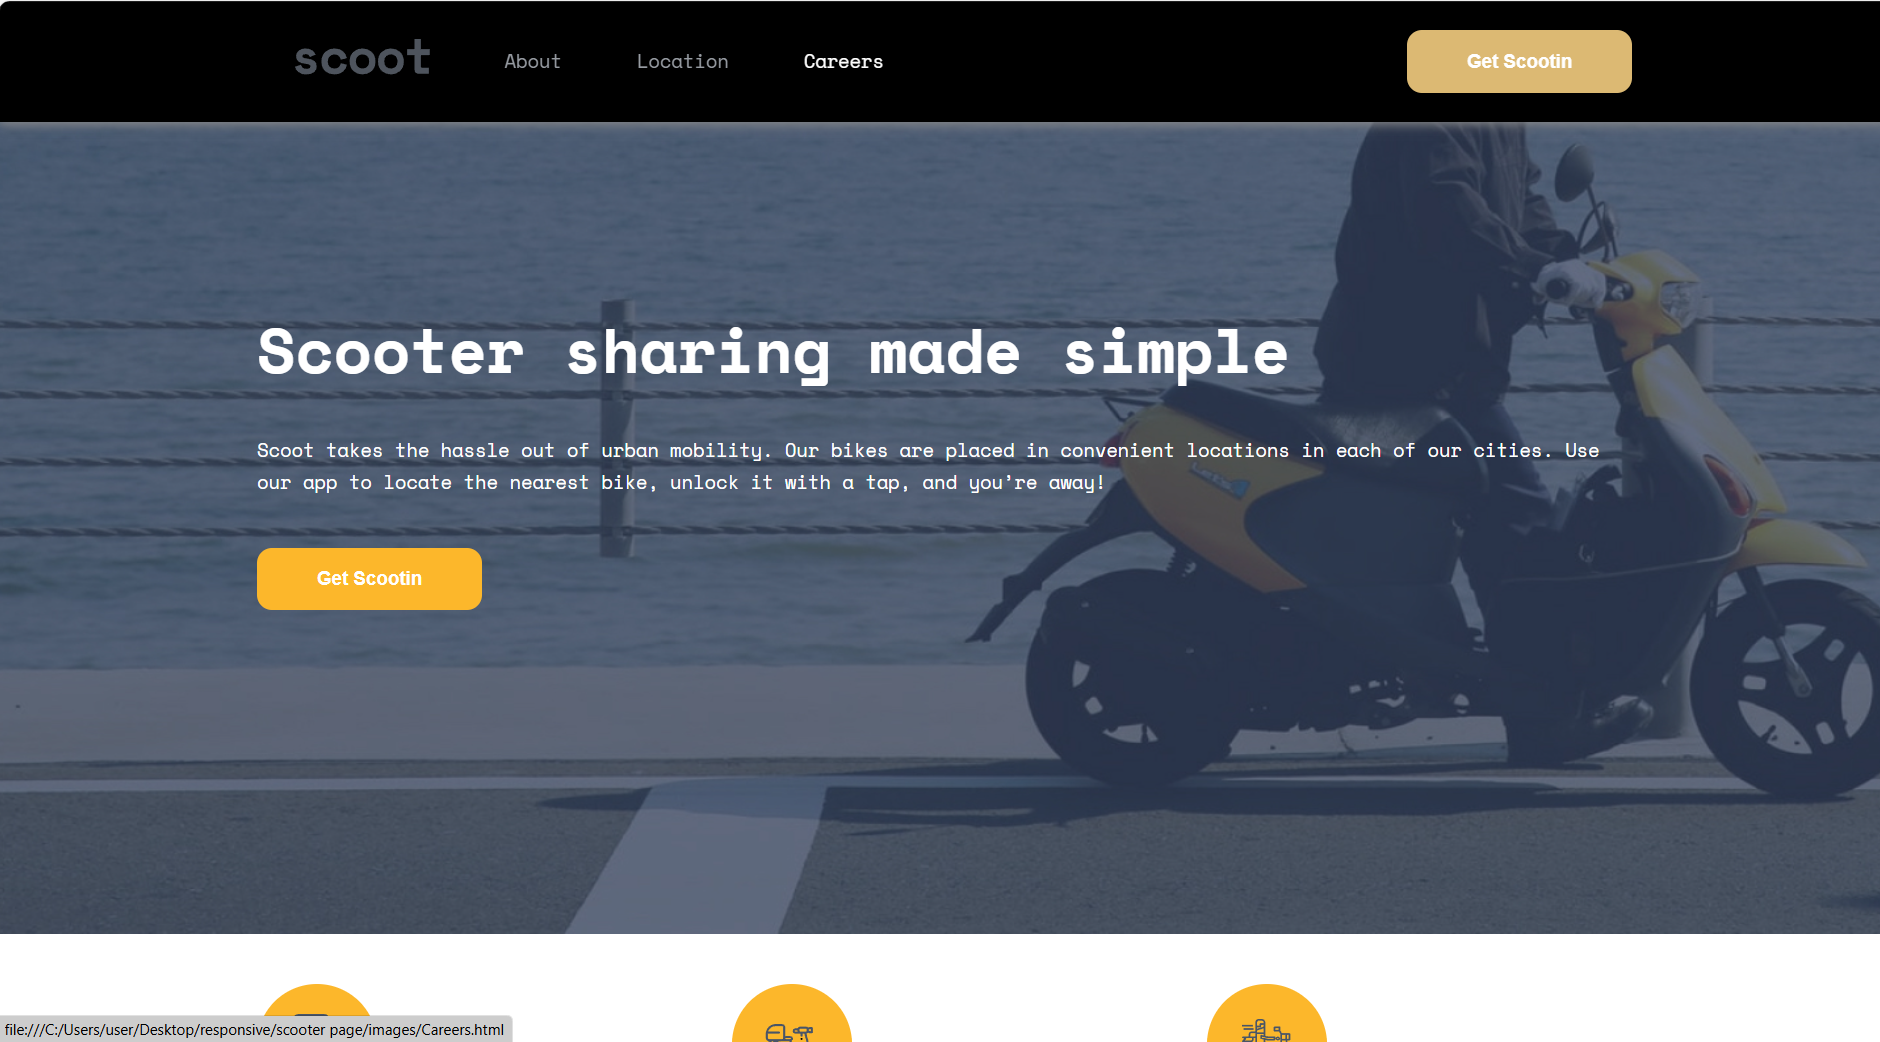 scoot
About
Location
Careers
Get Scootin
Scooter sharing made simple
Scoot takes the hassle out of urban mobility. Our bikes are placed in convenient locations in each of our cities. Use
our app to locate the nearest bike, unlock it with a tap, and you’re away!
Get Scootin
file:///C:/Users/user/Desktop/responsive/scooter page/images/Careers.html